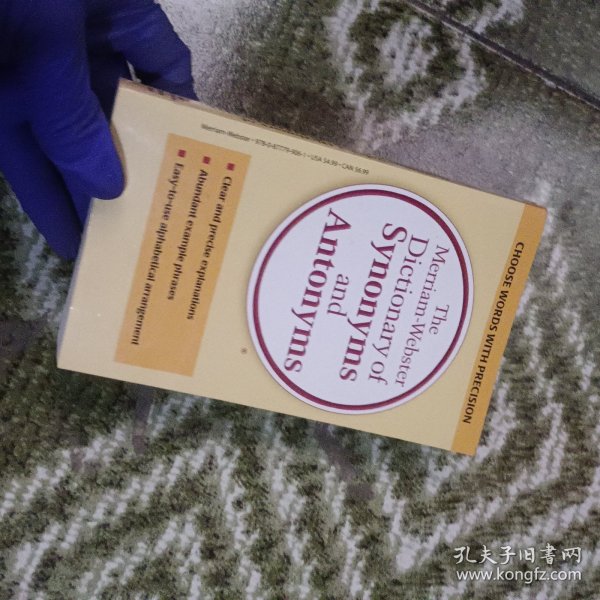 CHOOSE WORDS WITH PRECISION
The
Merriam-Webster
Dictionary of
Synonyms
and
Antonyms
®
Clear and precise explanations
Abundant example phrases
Easy-to-use alphabetical arrangement
Merriam-Webster • 978-0-87779-906-1 • USA $4.99 • CAN $6.99
孔夫子旧書网
www.kongfz.com